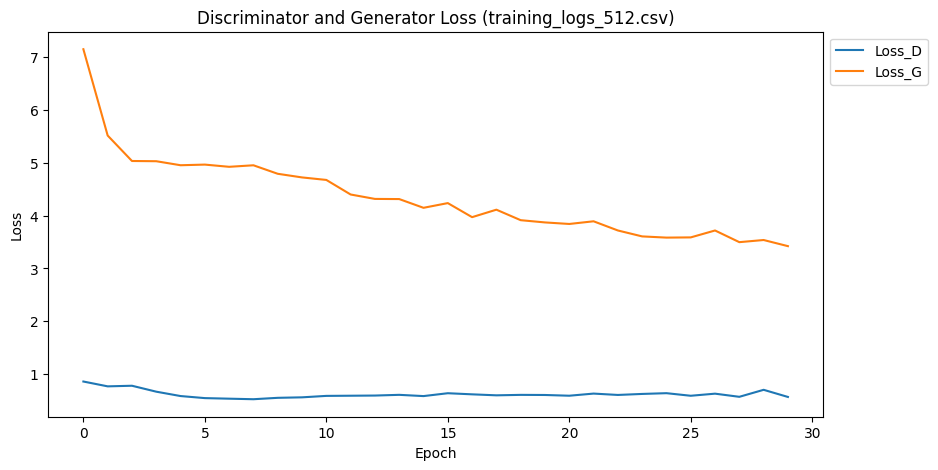 Discriminator and Generator Loss (training_logs_512.csv)
Loss_D
Loss_G
7
6
5
4
3
2
1
Loss
0 5 10 15 20 25 30
Epoch